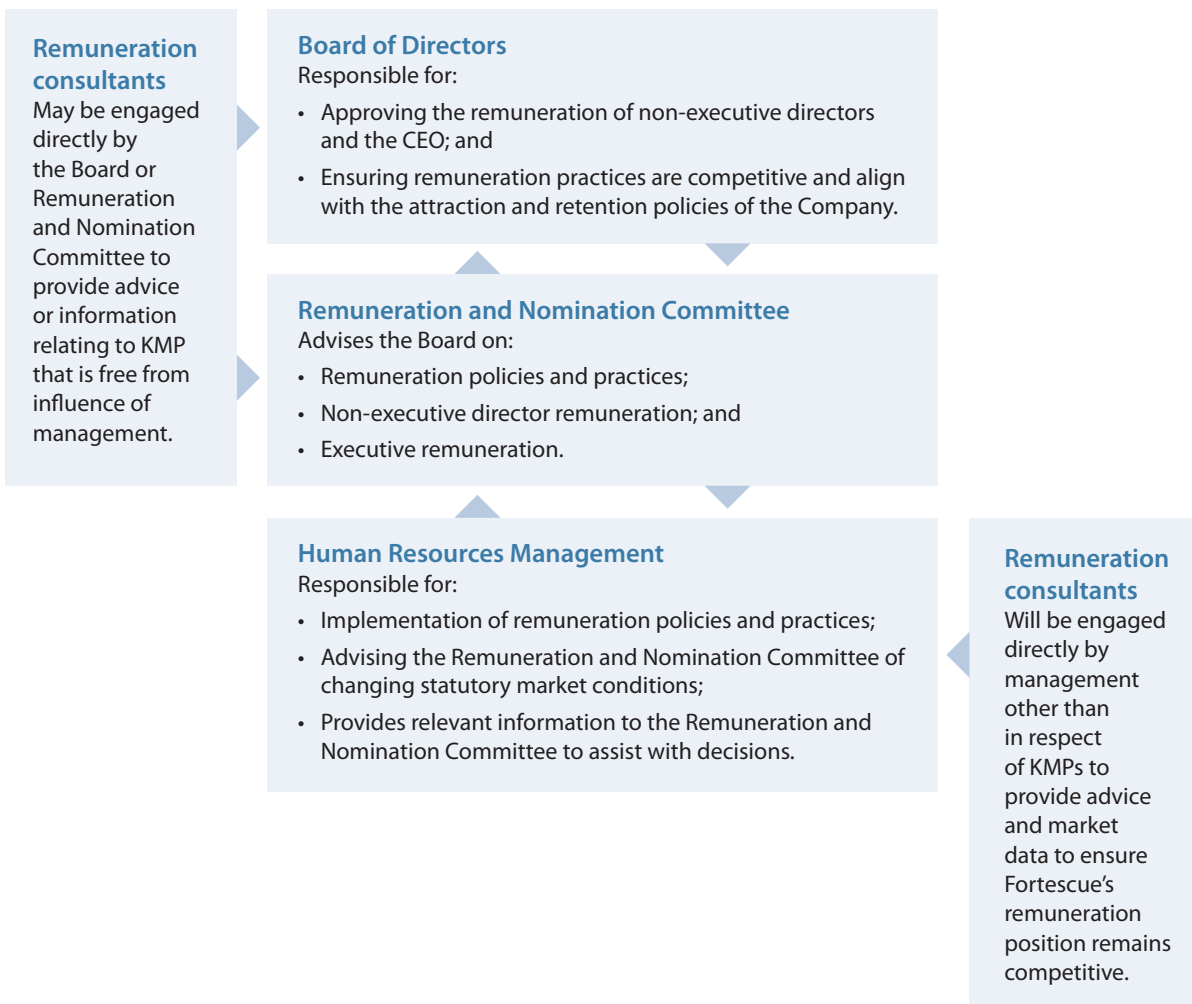 Remuneration
consultants
May be engaged
directly by
the Board or
Remuneration
and Nomination
Committee to
provide advice
or information
relating to KMP
that is free from
influence of
management.
Board of Directors
Responsible for:
• Approving the remuneration of non-executive directors
and the CEO; and
• Ensuring remuneration practices are competitive and align
with the attraction and retention policies of the Company.
Remuneration and Nomination Committee
Advises the Board on:
• Remuneration policies and practices;
• Non-executive director remuneration; and
• Executive remuneration.
Human Resources Management
Responsible for:
• Implementation of remuneration policies and practices;
• Advising the Remuneration and Nomination Committee of
changing statutory market conditions;
• Provides relevant information to the Remuneration and
Nomination Committee to assist with decisions.
Remuneration
consultants
Will be engaged
directly by
management
other than
in respect
of KMPs to
provide advice
and market
data to ensure
Fortescue’s
remuneration
position remains
competitive.